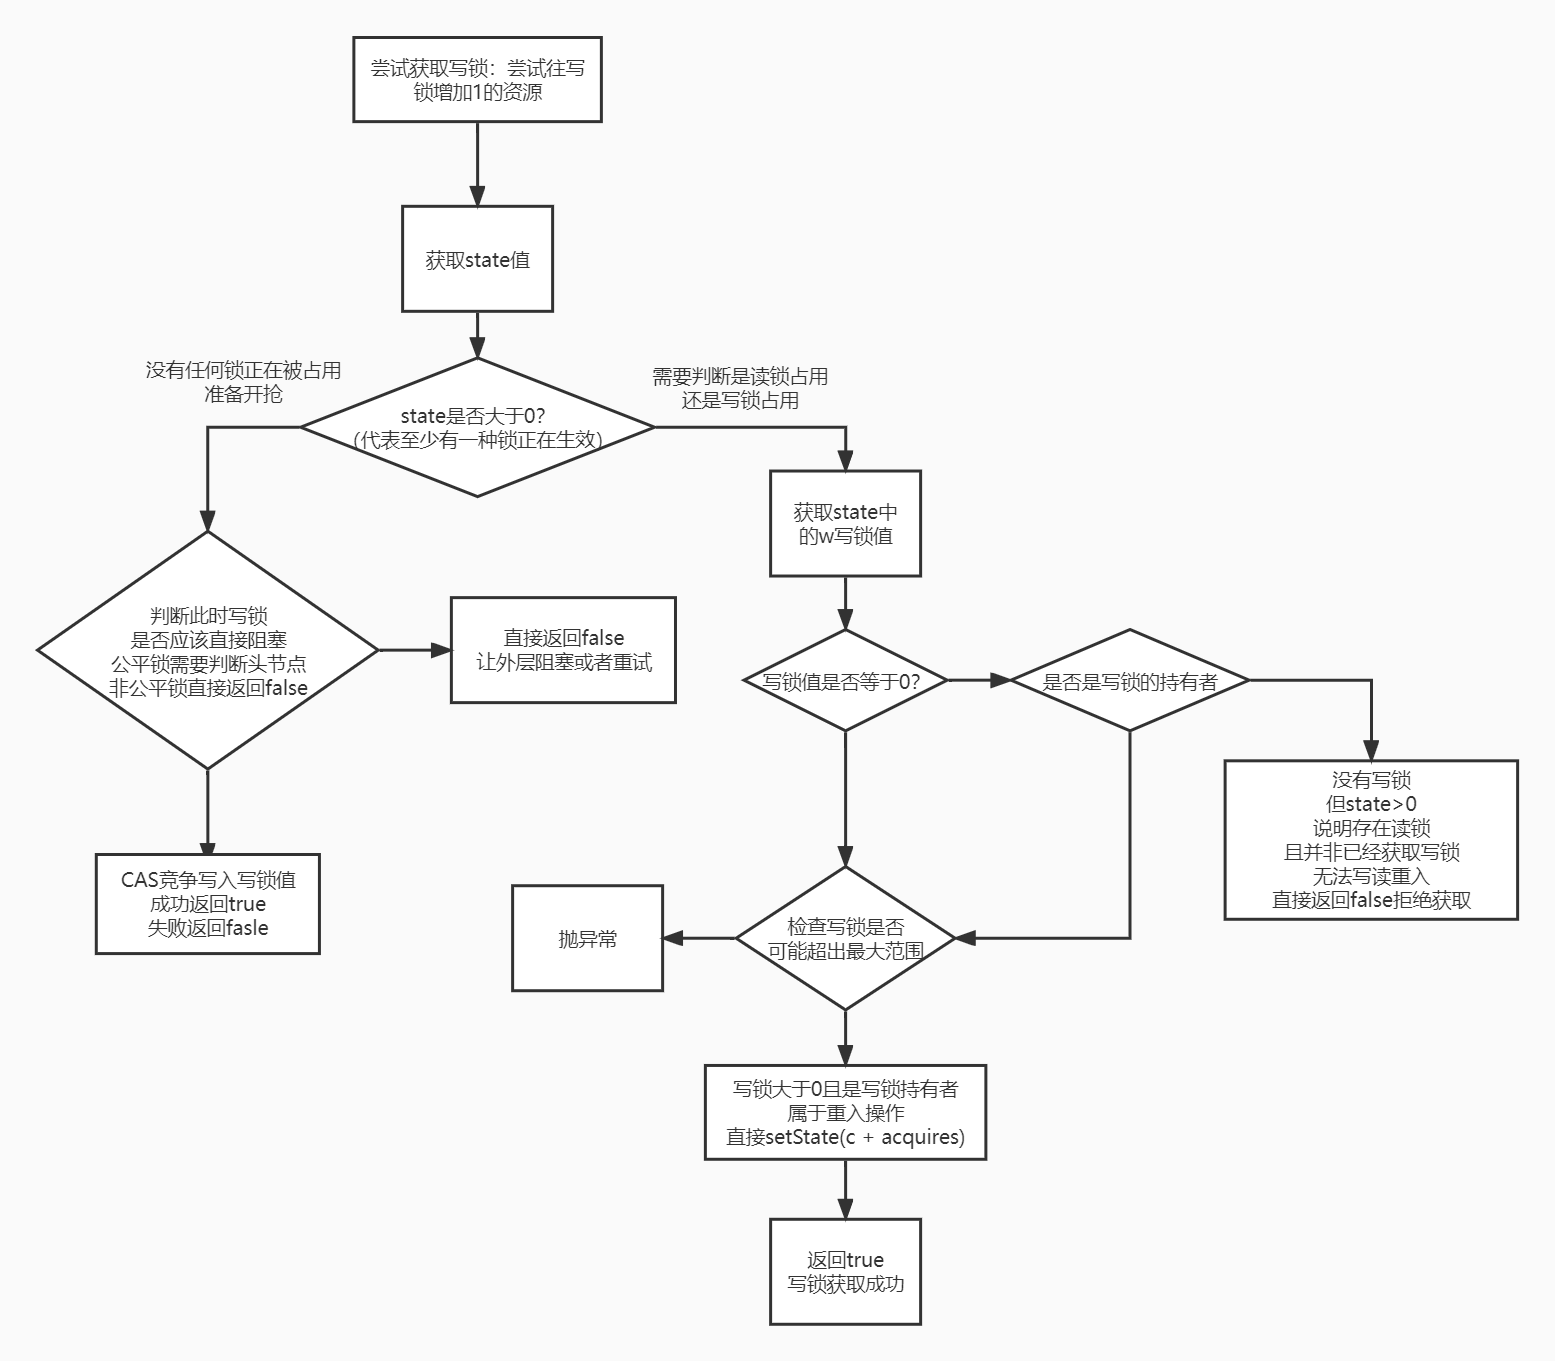 尝试获取写锁：尝试往写
锁增加1的资源
获取state值
没有任何锁正在被占用
准备开抢
需要判断是读锁占用
还是写锁占用
state是否大于0？
（代表至少有一种锁正在生效）
获取state中
的w写锁值
判断此时写锁
是否应该直接阻塞
公平锁需要判断头节点
非公平锁直接返回false
直接返回false
让外层阻塞或者重试
写锁值是否等于0？
是否是写锁的持有者
没有写锁
但state>0
说明存在读锁
且并非已经获取写锁
无法写读重入
直接返回false拒绝获取
CAS竞争写入写锁值
成功返回true
失败返回fasle
抛异常
检查写锁是否
可能超出最大范围
写锁大于0且是写锁持有者
属于重入操作
直接setState(c + acquires)
返回true
写锁获取成功